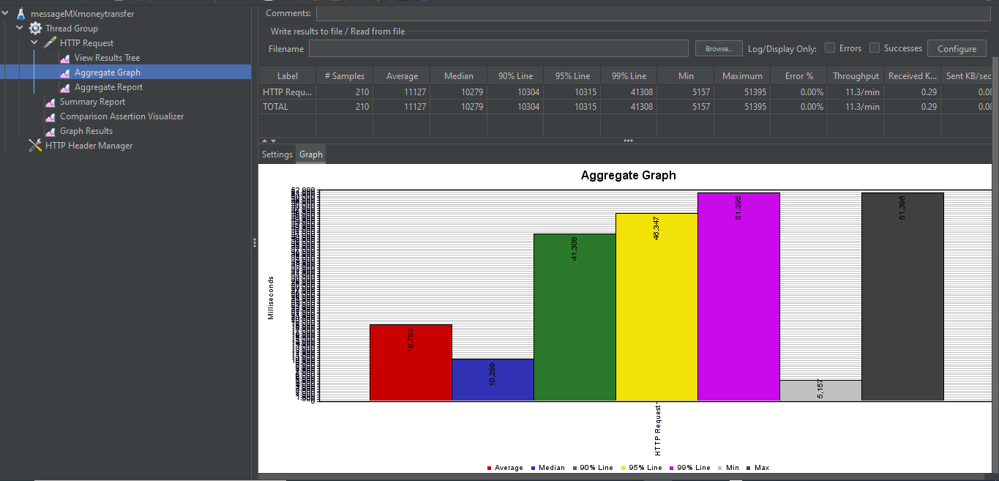 messageMXmoneytransfer
Thread Group
HTTP Request
View Results Tree
Aggregate Graph
Aggregate Report
Summary Report
Comparison Assertion Visualizer
Graph Results
HTTP Header Manager
Comments:
Write results to file / Read from file
Filename Browse... Log/Display Only: Errors Successes Configure
Label # Samples Average Median 90% Line 95% Line 99% Line Min Maximum Error % Throughput Received K... Sent KB/sec
HTTP Requ... 210 11127 10279 10304 10315 41308 5157 51395 0.00% 11.3/min 0.29 0.08
TOTAL 210 11127 10279 10304 10315 41308 5157 51395 0.00% 11.3/min 0.29 0.08
Settings Graph
Aggregate Graph
52,000
Milliseconds
18,783
10,299
41,308
46,347
51,395
5,157
51,395
0
HTTP Request
Average Median 90% Line 95% Line 99% Line Min Max